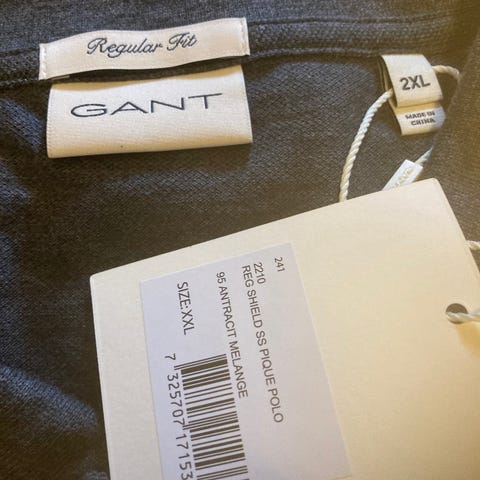 Regular Fit
GANT
2XL
MADE IN
CHINA
241
2210
REG SHIELD SS PIQUE POLO
95 ANTRACIT MELANGE
SIZE:XXL
7 325707 17153